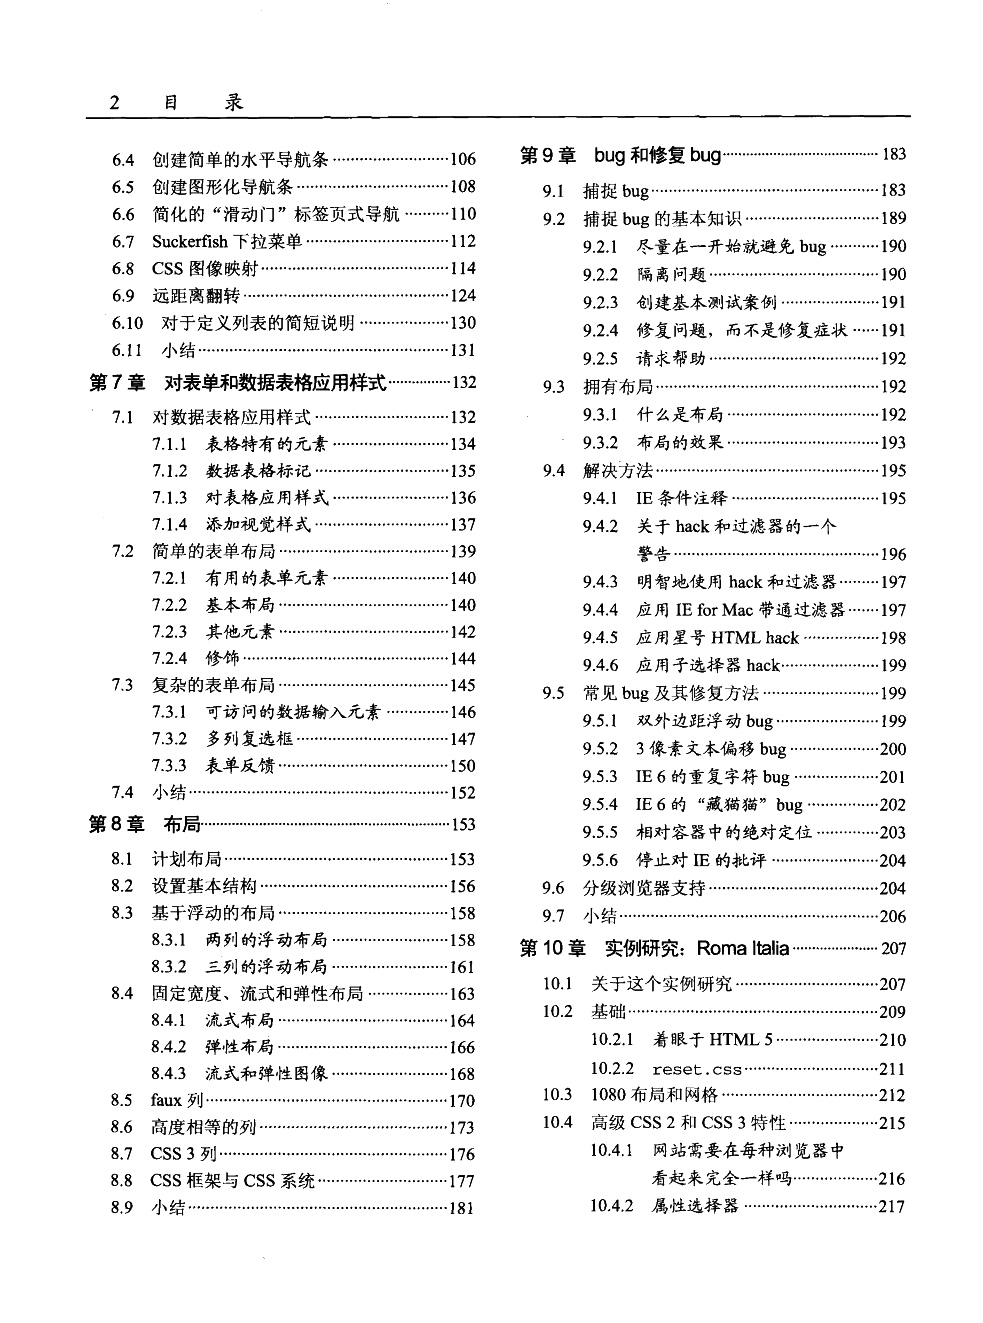 2 目 录
6.4 创建简单的水平导航条……………………106
6.5 创建图形化导航条…………………………108
6.6 简化的“滑动门”标签页式导航………110
6.7 Suckerfish 下拉菜单………………………112
6.8 CSS 图像映射………………………………114
6.9 远距离翻转…………………………………124
6.10 对于定义列表的简短说明………………130
6.11 小结…………………………………………131
第 7 章 对表单和数据表格应用样式…………132
7.1 对数据表格应用样式………………………132
7.1.1 表格特有的元素……………………134
7.1.2 数据表格标记………………………135
7.1.3 对表格应用样式……………………136
7.1.4 添加视觉样式………………………137
7.2 简单的表单布局……………………………139
7.2.1 有用的表单元素……………………140
7.2.2 基本布局……………………………140
7.2.3 其他元素……………………………142
7.2.4 修饰…………………………………144
7.3 复杂的表单布局……………………………145
7.3.1 可访问的数据输入元素……………146
7.3.2 多列复选框…………………………147
7.3.3 表单反馈……………………………150
7.4 小结…………………………………………152
第 8 章 布局……………………………………153
8.1 计划布局……………………………………153
8.2 设置基本结构………………………………156
8.3 基于浮动的布局……………………………158
8.3.1 两列的浮动布局……………………158
8.3.2 三列的浮动布局……………………161
8.4 固定宽度、流式和弹性布局………………163
8.4.1 流式布局……………………………164
8.4.2 弹性布局……………………………166
8.4.3 流式和弹性图像……………………168
8.5 faux 列………………………………………170
8.6 高度相等的列………………………………173
8.7 CSS 3 列……………………………………176
8.8 CSS 框架与 CSS 系统………………………177
8.9 小结…………………………………………181
第 9 章 bug 和修复 bug………………………183
9.1 捕捉 bug……………………………………183
9.2 捕捉 bug 的基本知识………………………189
9.2.1 尽量在一开始就避免 bug…………190
9.2.2 隔离问题……………………………190
9.2.3 创建基本测试案例…………………191
9.2.4 修复问题，而不是修复症状……191
9.2.5 请求帮助……………………………192
9.3 拥有布局……………………………………192
9.3.1 什么是布局…………………………192
9.3.2 布局的效果…………………………193
9.4 解决方法……………………………………195
9.4.1 IE 条件注释…………………………195
9.4.2 关于 hack 和过滤器的一个
警告…………………………………196
9.4.3 明智地使用 hack 和过滤器………197
9.4.4 应用 IE for Mac 带通过滤器……197
9.4.5 应用星号 HTML hack………………198
9.4.6 应用子选择器 hack…………………199
9.5 常见 bug 及其修复方法……………………199
9.5.1 双外边距浮动 bug…………………199
9.5.2 3 像素文本偏移 bug………………200
9.5.3 IE 6 的重复字符 bug………………201
9.5.4 IE 6 的“藏猫猫”bug……………202
9.5.5 相对容器中的绝对定位……………203
9.5.6 停止对 IE 的批评……………………204
9.6 分级浏览器支持……………………………204
9.7 小结…………………………………………206
第 10 章 实例研究：Roma Italia………………207
10.1 关于这个实例研究………………………207
10.2 基础………………………………………209
10.2.1 着眼于 HTML 5……………………210
10.2.2 reset.css…………………………211
10.3 1080 布局和网格…………………………212
10.4 高级 CSS 2 和 CSS 3 特性………………215
10.4.1 网站需要在每种浏览器中
看起来完全一样吗………………216
10.4.2 属性选择器………………………217